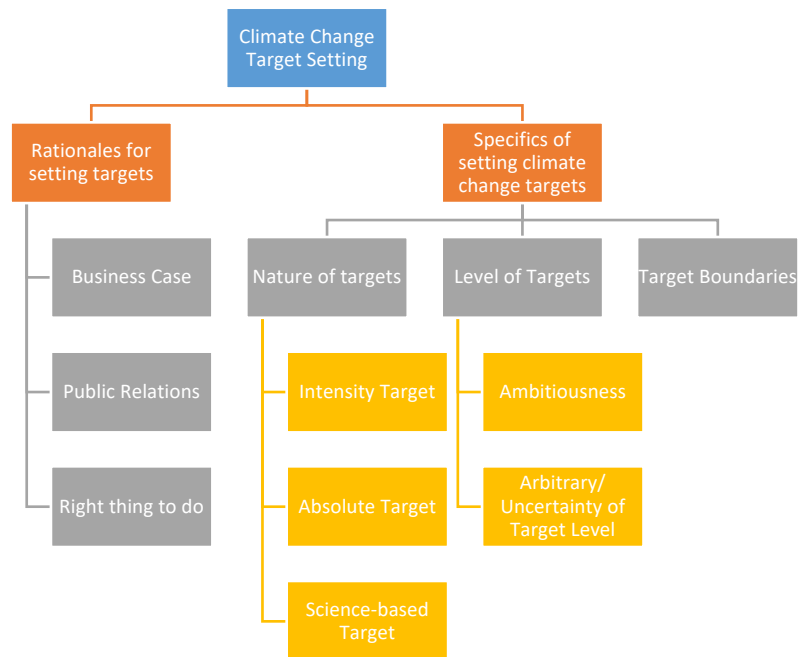 Climate Change
Target Setting
Rationales for
setting targets
Specifics of
setting climate
change targets
Business Case
Nature of targets
Level of Targets
Target Boundaries
Public Relations
Intensity Target
Ambitiousness
Right thing to do
Absolute Target
Arbitrary/
Uncertainty of
Target Level
Science-based
Target